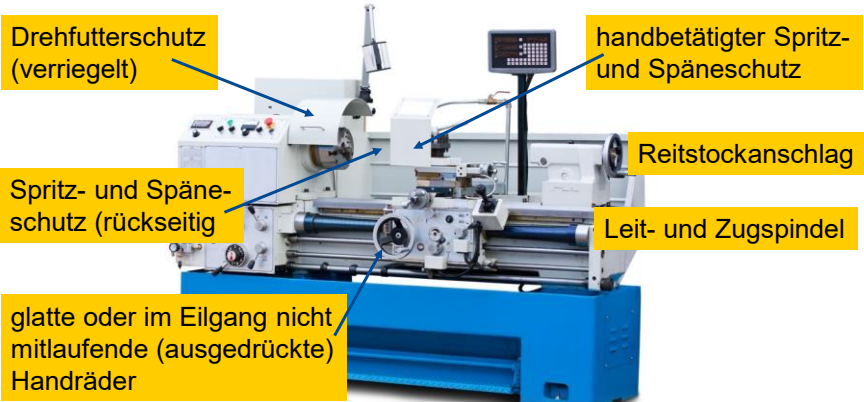 Drehfutterschutz
(verriegelt)
handbetätigter Spritz-
und Späneschutz
Reitstockanschlag
Spritz- und Späne-
schutz (rückseitig
Leit- und Zugspindel
glatte oder im Eilgang nicht
mitlaufende (ausgedrückte)
Handräder